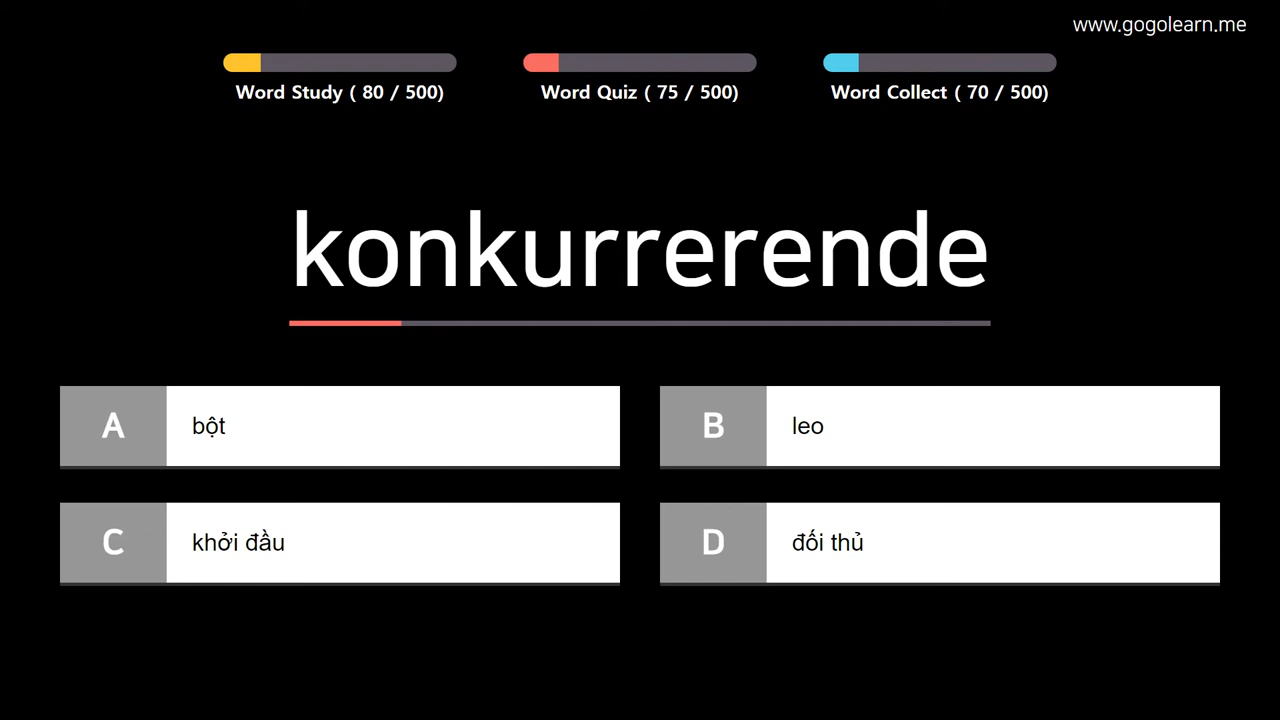 www.gogolearn.me
Word Study ( 80 / 500)
Word Quiz ( 75 / 500)
Word Collect ( 70 / 500)
konkurrerende
A bột
B leo
C khởi đầu
D đối thủ